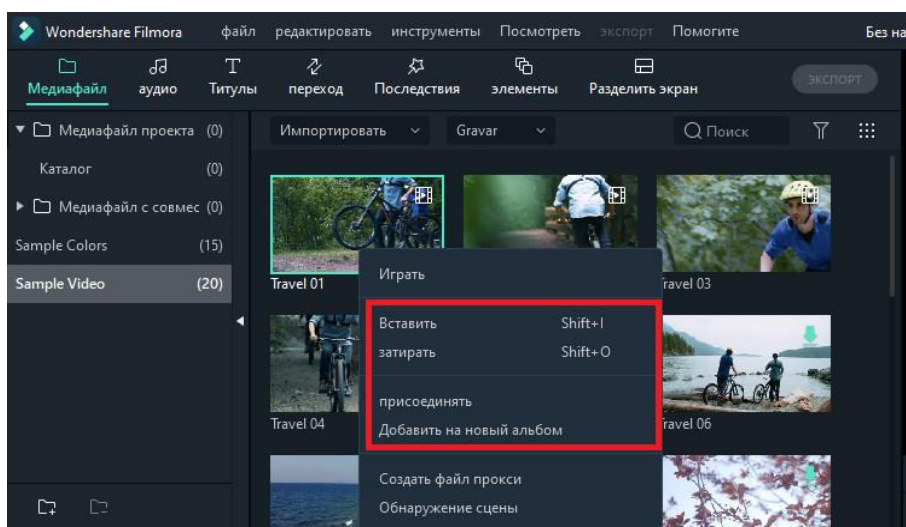 Wondershare Filmora файл редактировать инструменты Посмотреть экспорт Помогите Без на
Медиафайл аудио Титулы переход Последствия элементы Разделить экран экспорт
Медиафайл проекта (0)
Импортировать Gravar Поиск
Каталог (0)
Медиафайл с совмес (0)
Sample Colors (15)
Sample Video (20)
Travel 01
Travel 03
Играть
Вставить Shift+I
затирать Shift+O
присоединять
Добавить на новый альбом
Travel 04
Travel 06
Создать файл прокси
Обнаружение сцены